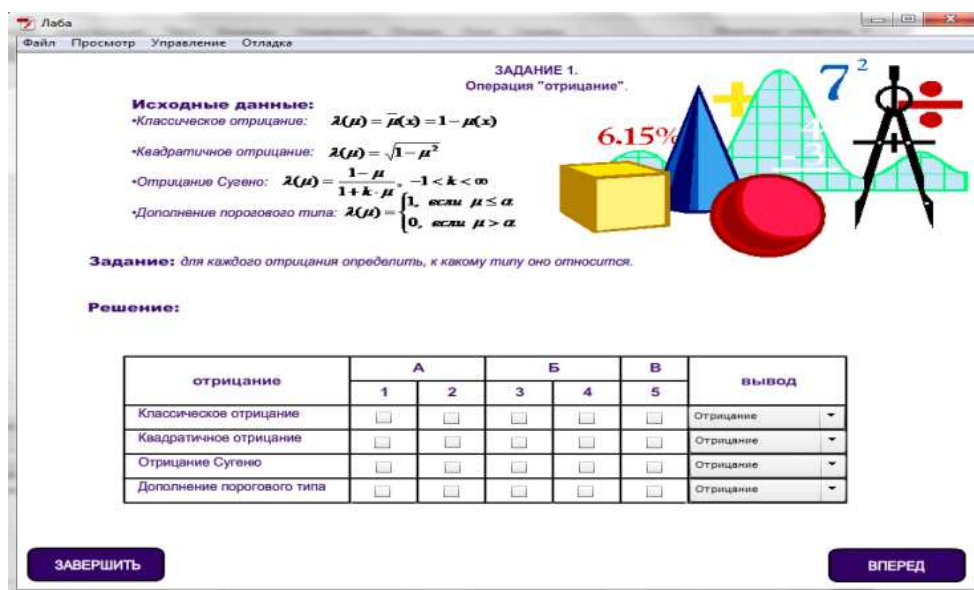 Лаба
Файл Просмотр Управление Отладка
ЗАДАНИЕ 1.
Операция "отрицание".
Исходные данные:
•Классическое отрицание: λ(μ) = μ̅(x) = 1 − μ(x)
•Квадратичное отрицание: λ(μ) = √(1 − μ²)
•Отрицание Сугено: λ(μ) = (1 − μ)/(1 + k · μ), −1 < k < ∞
•Дополнение порогового типа: λ(μ) = {1, если μ ≤ α
0, если μ > α
6.15%
7²
4
-3
Задание: для каждого отрицания определить, к какому типу оно относится.
Решение:
отрицание А Б В вывод
1 2 3 4 5
Классическое отрицание Отрицание
Квадратичное отрицание Отрицание
Отрицание Сугеню Отрицание
Дополнение порогового типа Отрицание
ЗАВЕРШИТЬ ВПЕРЕД